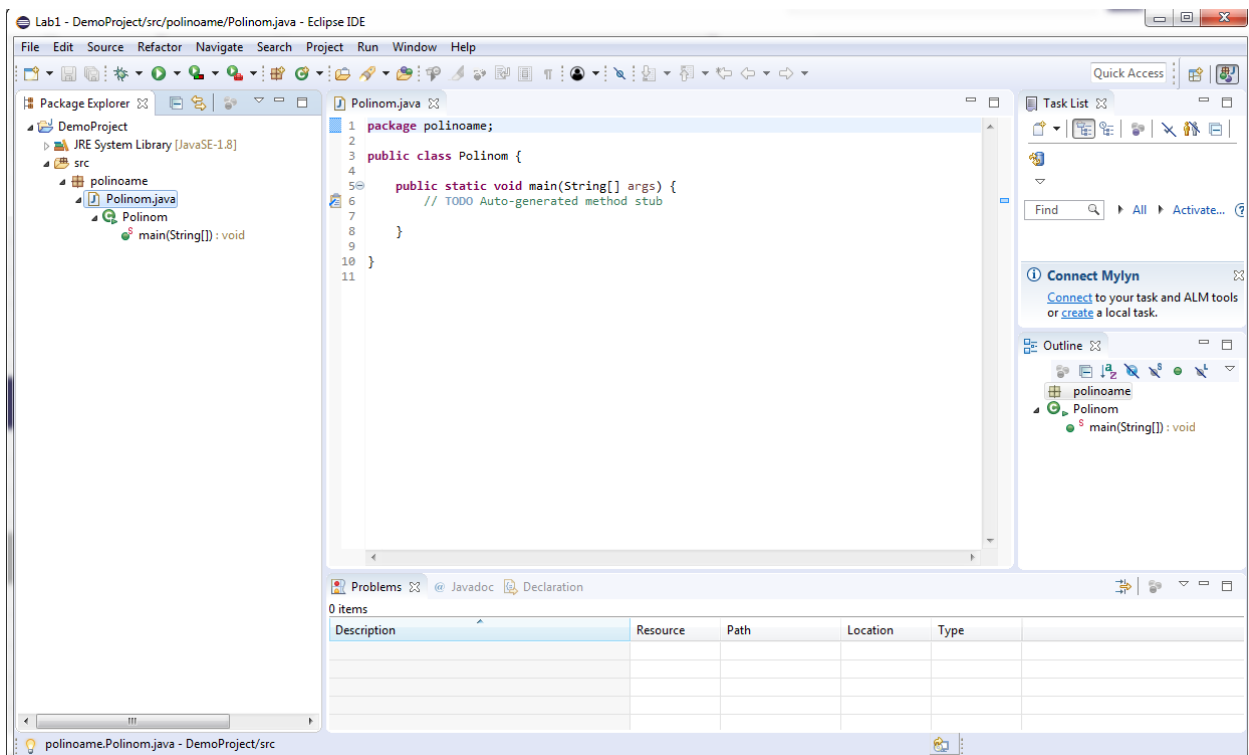 Lab1 - DemoProject/src/polinoame/Polinom.java - Eclipse IDE
File Edit Source Refactor Navigate Search Project Run Window Help
Quick Access
Package Explorer
DemoProject
JRE System Library [JavaSE-1.8]
src
polinoame
Polinom.java
Polinom
main(String[]) : void
Polinom.java
1 package polinoame;
2
3 public class Polinom {
4
5 public static void main(String[] args) {
6 // TODO Auto-generated method stub
7
8 }
9
10 }
11
Task List
Find All Activate...
Connect Mylyn
Connect to your task and ALM tools
or create a local task.
Outline
polinoame
Polinom
main(String[]) : void
Problems @ Javadoc Declaration
0 items
Description Resource Path Location Type
polinoame.Polinom.java - DemoProject/src